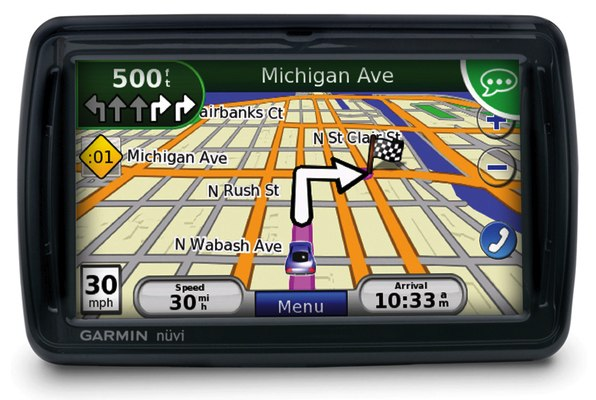 500 ft
Michigan Ave
airbanks Ct
N St Clair St
:01 Michigan Ave
N Rush St
N Wabash Ave
30 mph
Speed
30 mi h
Menu
Arrival
10:33 am
GARMIN nüvi